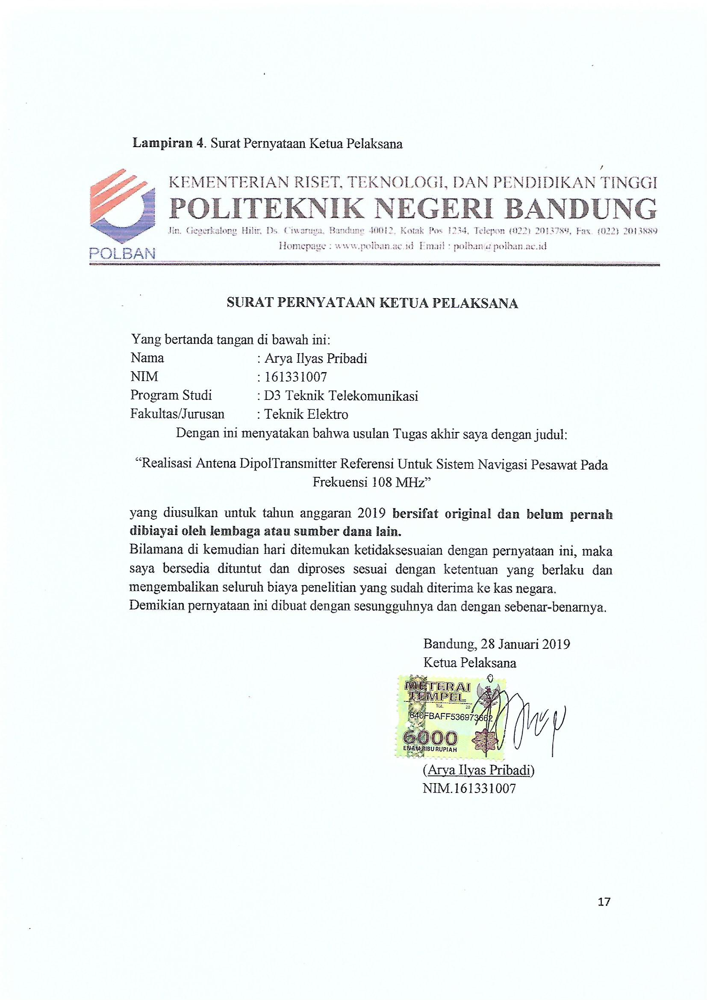 Lampiran 4. Surat Pernyataan Ketua Pelaksana
KEMENTERIAN RISET, TEKNOLOGI, DAN PENDIDIKAN TINGGI
POLITEKNIK NEGERI BANDUNG
Jln. Gegerkalong Hilir, Ds. Ciwaruga, Bandung 40012, Kotak Pos 1234, Telepon (022) 2013789, Fax. (022) 2013889
Homepage : www.polban.ac.id Email : polban@polban.ac.id
POLBAN
SURAT PERNYATAAN KETUA PELAKSANA
Yang bertanda tangan di bawah ini:
Nama : Arya Ilyas Pribadi
NIM : 161331007
Program Studi : D3 Teknik Telekomunikasi
Fakultas/Jurusan : Teknik Elektro
Dengan ini menyatakan bahwa usulan Tugas akhir saya dengan judul:
“Realisasi Antena DipolTransmitter Referensi Untuk Sistem Navigasi Pesawat Pada
Frekuensi 108 MHz”
yang diusulkan untuk tahun anggaran 2019 bersifat original dan belum pernah
dibiayai oleh lembaga atau sumber dana lain.
Bilamana di kemudian hari ditemukan ketidaksesuaian dengan pernyataan ini, maka
saya bersedia dituntut dan diproses sesuai dengan ketentuan yang berlaku dan
mengembalikan seluruh biaya penelitian yang sudah diterima ke kas negara.
Demikian pernyataan ini dibuat dengan sesungguhnya dan dengan sebenar-benarnya.
Bandung, 28 Januari 2019
Ketua Pelaksana
METERAI
TEMPEL
TGL 20
640FBAFF536973662
6000
ENAM RIBU RUPIAH
(Arya Ilyas Pribadi)
NIM.161331007
17